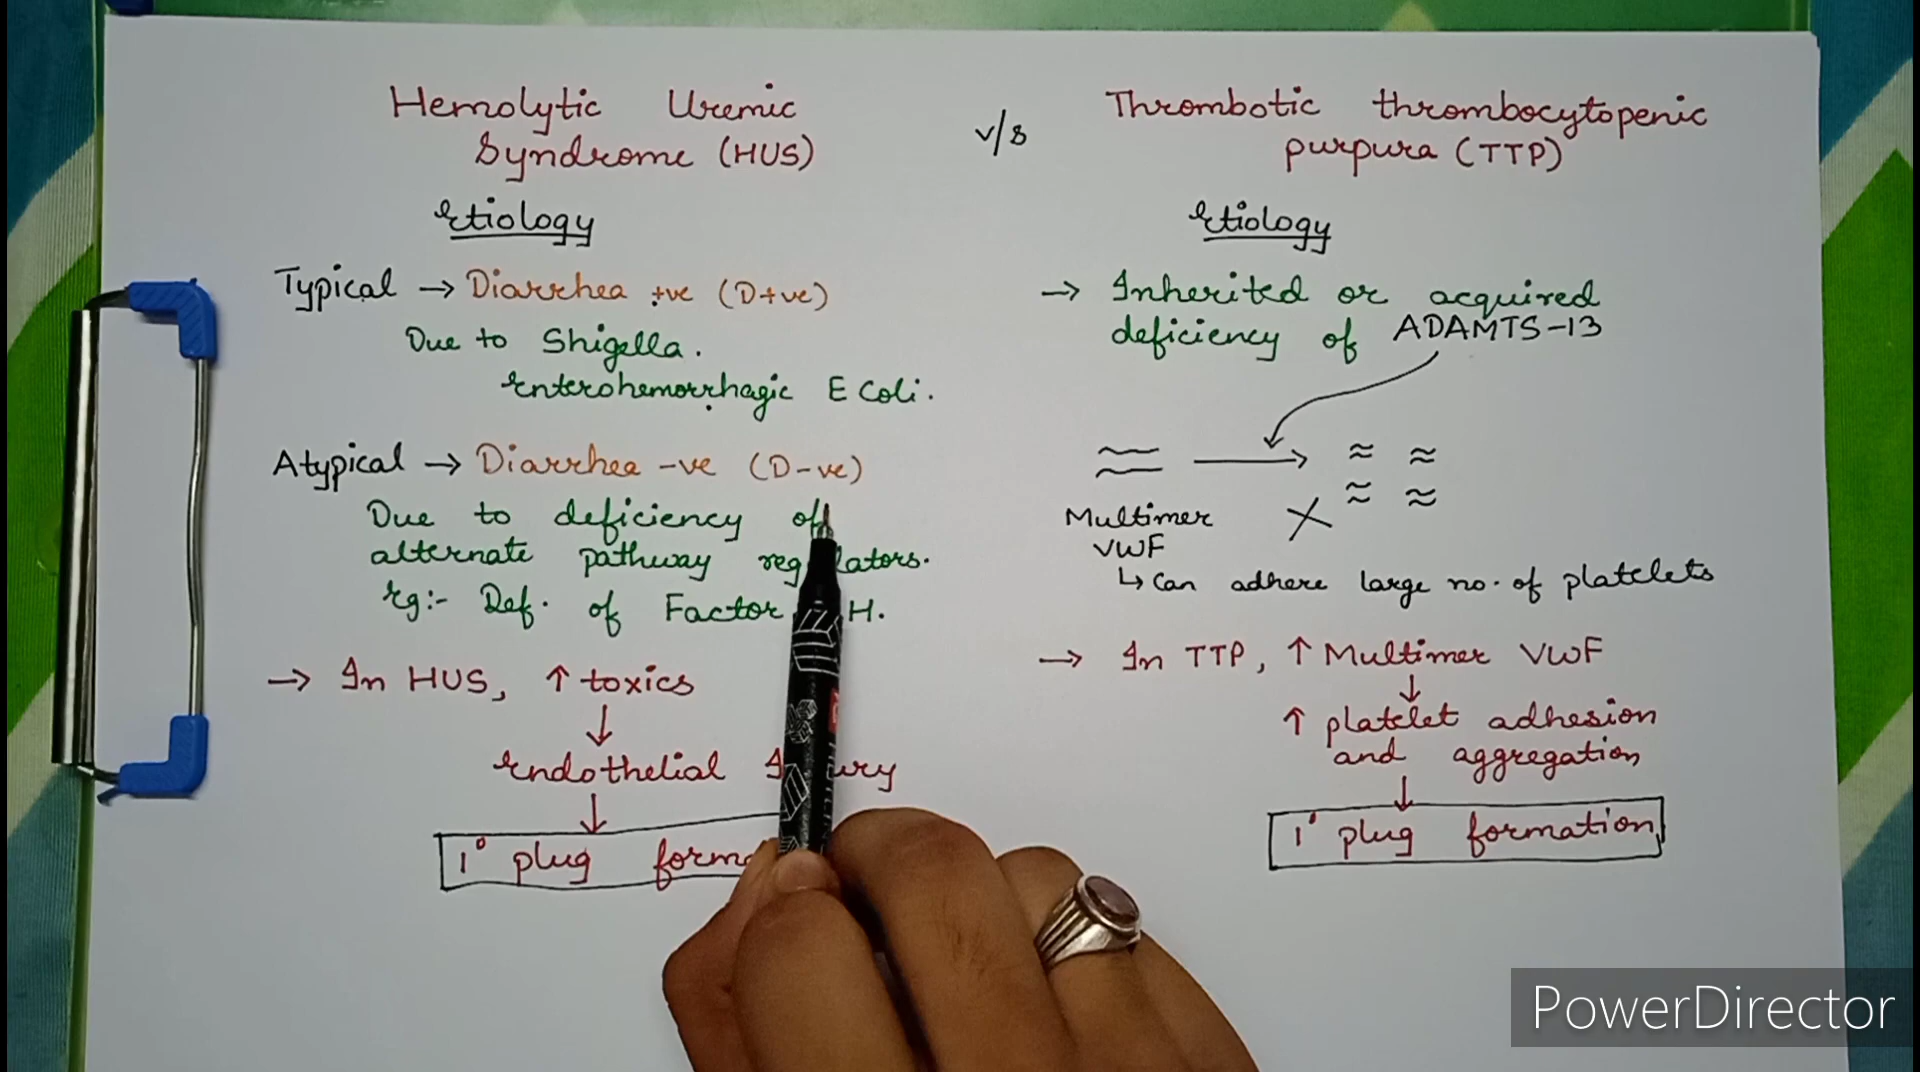 Hemolytic Uremic
Syndrome (HUS)
v/s
Thrombotic thrombocytopenic
purpura (TTP)
Etiology
Typical → Diarrhea +ve (D+ve)
Due to Shigella.
Enterohemorrhagic E Coli.
Atypical → Diarrhea -ve (D-ve)
Due to deficiency of
alternate pathway
Eg:- Def. of Factor H.
→ In HUS, ↑ toxics
↓
Endothelial
↓
1° plug
Etiology
→ Inherited or acquired
deficiency of ADAMTS-13
Multimer
VWF
↳ Can adhere large no. of platelets
→ In TTP, ↑ Multimer VWF
↓
↑ platelet adhesion
and aggregation
↓
1° plug formation
PowerDirector